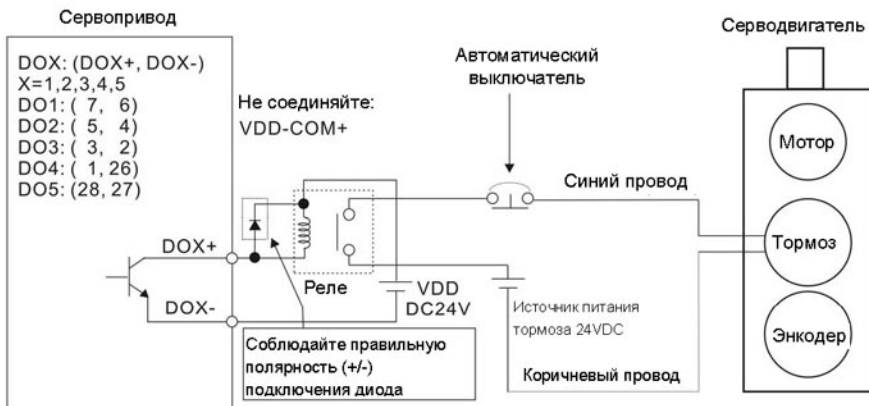 Сервопривод
DOX: (DOX+, DOX-)
X=1,2,3,4,5
DO1: ( 7, 6)
DO2: ( 5, 4)
DO3: ( 3, 2)
DO4: ( 1, 26)
DO5: (28, 27)
DOX+
DOX-
Не соединяйте:
VDD-COM+
Реле
VDD
DC24V
Соблюдайте правильную
полярность (+/-)
подключения диода
Автоматический
выключатель
Синий провод
Источник питания
тормоза 24VDC
Коричневый провод
Серводвигатель
Мотор
Тормоз
Энкодер